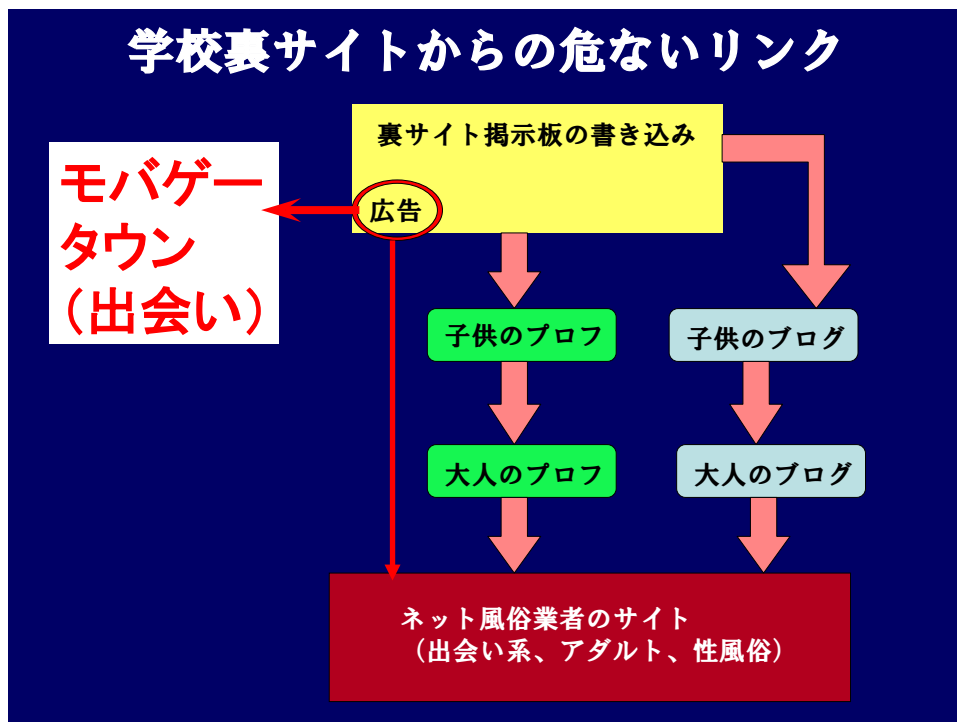 学校裏サイトからの危ないリンク
裏サイト掲示板の書き込み
モバゲー
タウン
（出会い）
広告
子供のプロフ
子供のブログ
大人のプロフ
大人のブログ
ネット風俗業者のサイト
（出会い系、アダルト、性風俗）